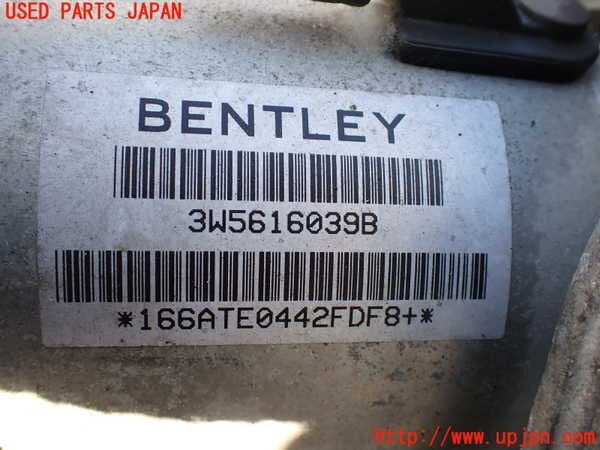 USED PARTS JAPAN
BENTLEY
3W5616039B
*166ATE0442FDF8+*
http://www.upjpn.com/